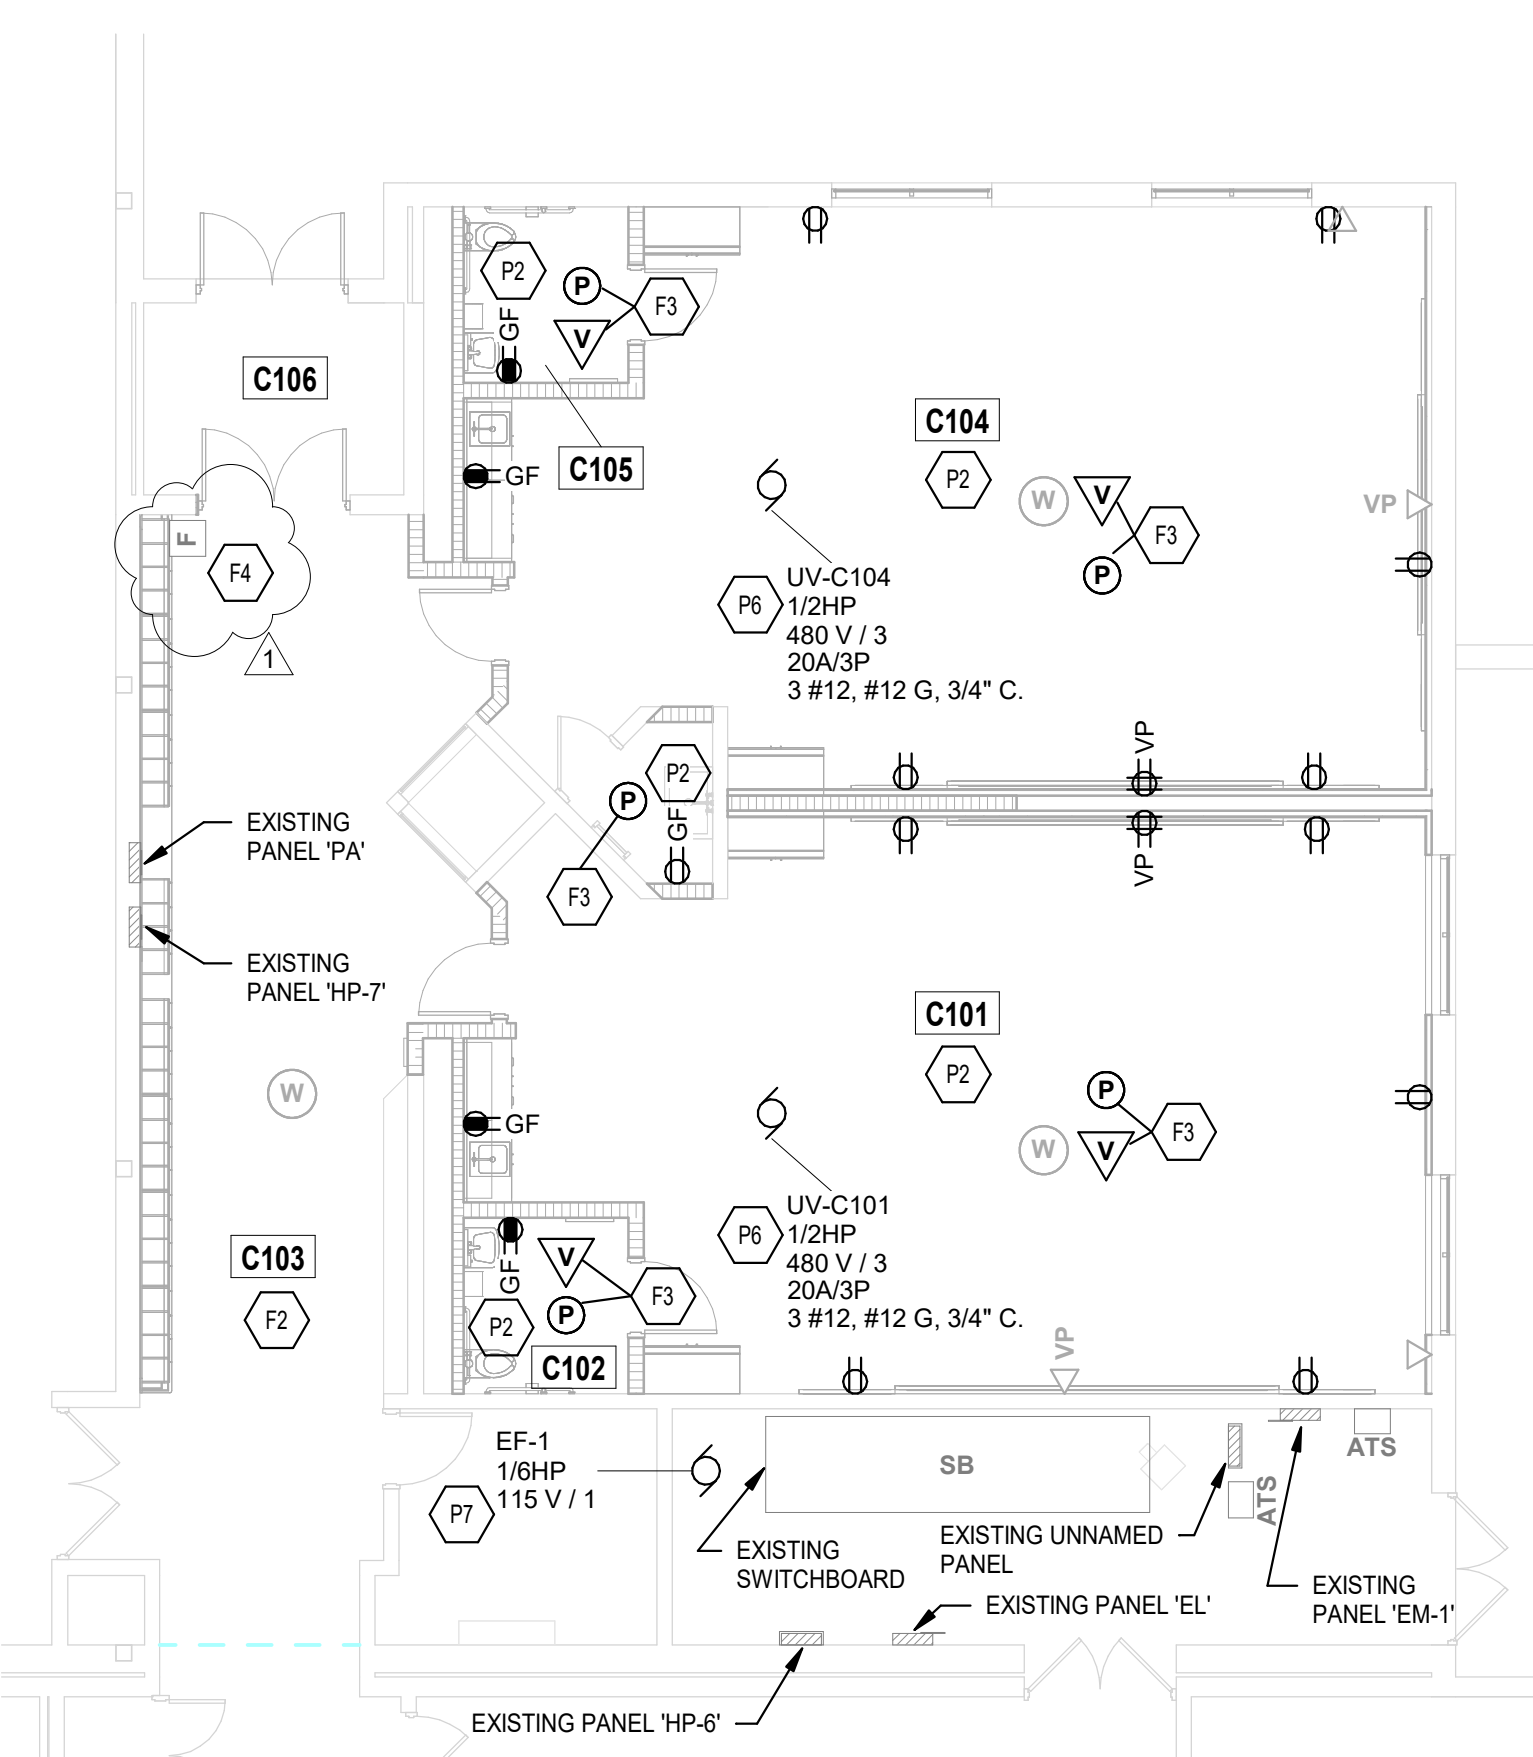 P2
P
F3
V
GF
C106
C105
GF
C104
P2
W
V
F3
P
VP
F
F4
1
P6
UV-C104
1/2HP
480 V / 3
20A/3P
3 #12, #12 G, 3/4" C.
P2
P
GF
F3
VP
VP
EXISTING
PANEL 'PA'
EXISTING
PANEL 'HP-7'
C101
P2
W
GF
P
W
V
F3
P6
UV-C101
1/2HP
480 V / 3
20A/3P
3 #12, #12 G, 3/4" C.
C103
F2
GF
V
P
F3
P2
C102
VP
EF-1
1/6HP
115 V / 1
P7
SB
ATS
ATS
EXISTING
SWITCHBOARD
EXISTING UNNAMED
PANEL
EXISTING
PANEL 'EM-1'
EXISTING PANEL 'EL'
EXISTING PANEL 'HP-6'